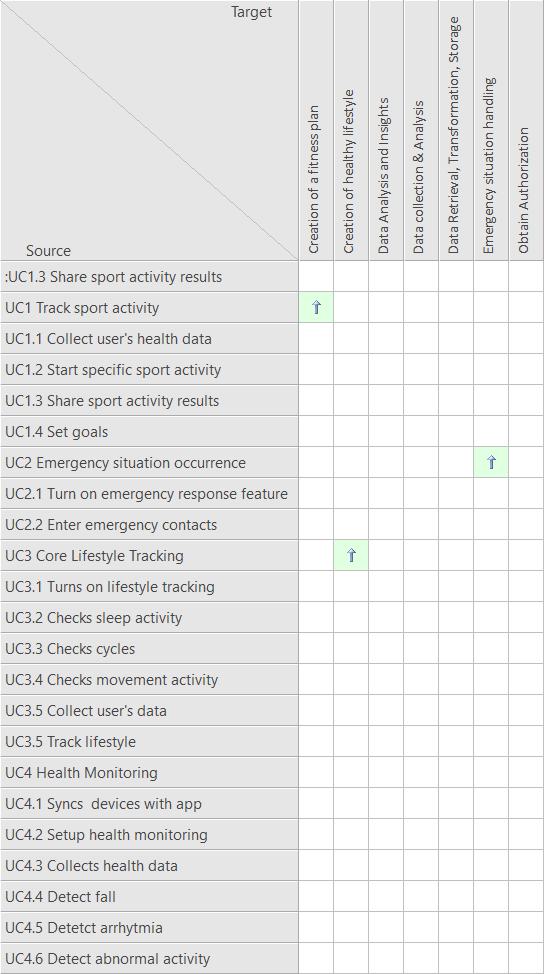 Target
Source
Creation of a fitness plan
Creation of healthy lifestyle
Data Analysis and Insights
Data collection & Analysis
Data Retrieval, Transformation, Storage
Emergency situation handling
Obtain Authorization
:UC1.3 Share sport activity results
UC1 Track sport activity
UC1.1 Collect user's health data
UC1.2 Start specific sport activity
UC1.3 Share sport activity results
UC1.4 Set goals
UC2 Emergency situation occurrence
UC2.1 Turn on emergency response feature
UC2.2 Enter emergency contacts
UC3 Core Lifestyle Tracking
UC3.1 Turns on lifestyle tracking
UC3.2 Checks sleep activity
UC3.3 Checks cycles
UC3.4 Checks movement activity
UC3.5 Collect user's data
UC3.5 Track lifestyle
UC4 Health Monitoring
UC4.1 Syncs  devices with app
UC4.2 Setup health monitoring
UC4.3 Collects health data
UC4.4 Detect fall
UC4.5 Detetct arrhytmia
UC4.6 Detect abnormal activity